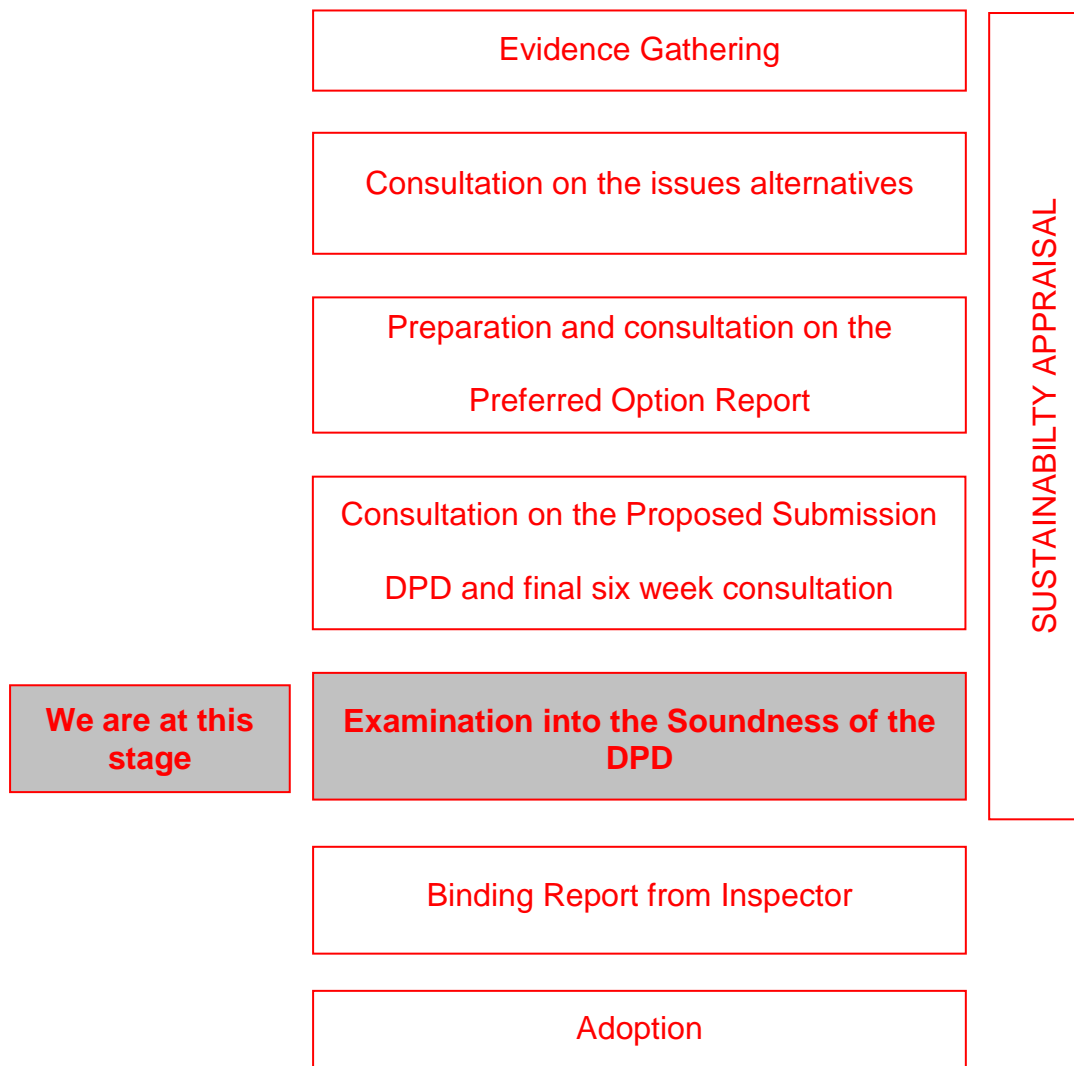 Evidence Gathering
Consultation on the issues alternatives
Preparation and consultation on the
Preferred Option Report
Consultation on the Proposed Submission
DPD and final six week consultation
We are at this
stage
Examination into the Soundness of the
DPD
Binding Report from Inspector
Adoption
SUSTAINABILTY APPRAISAL